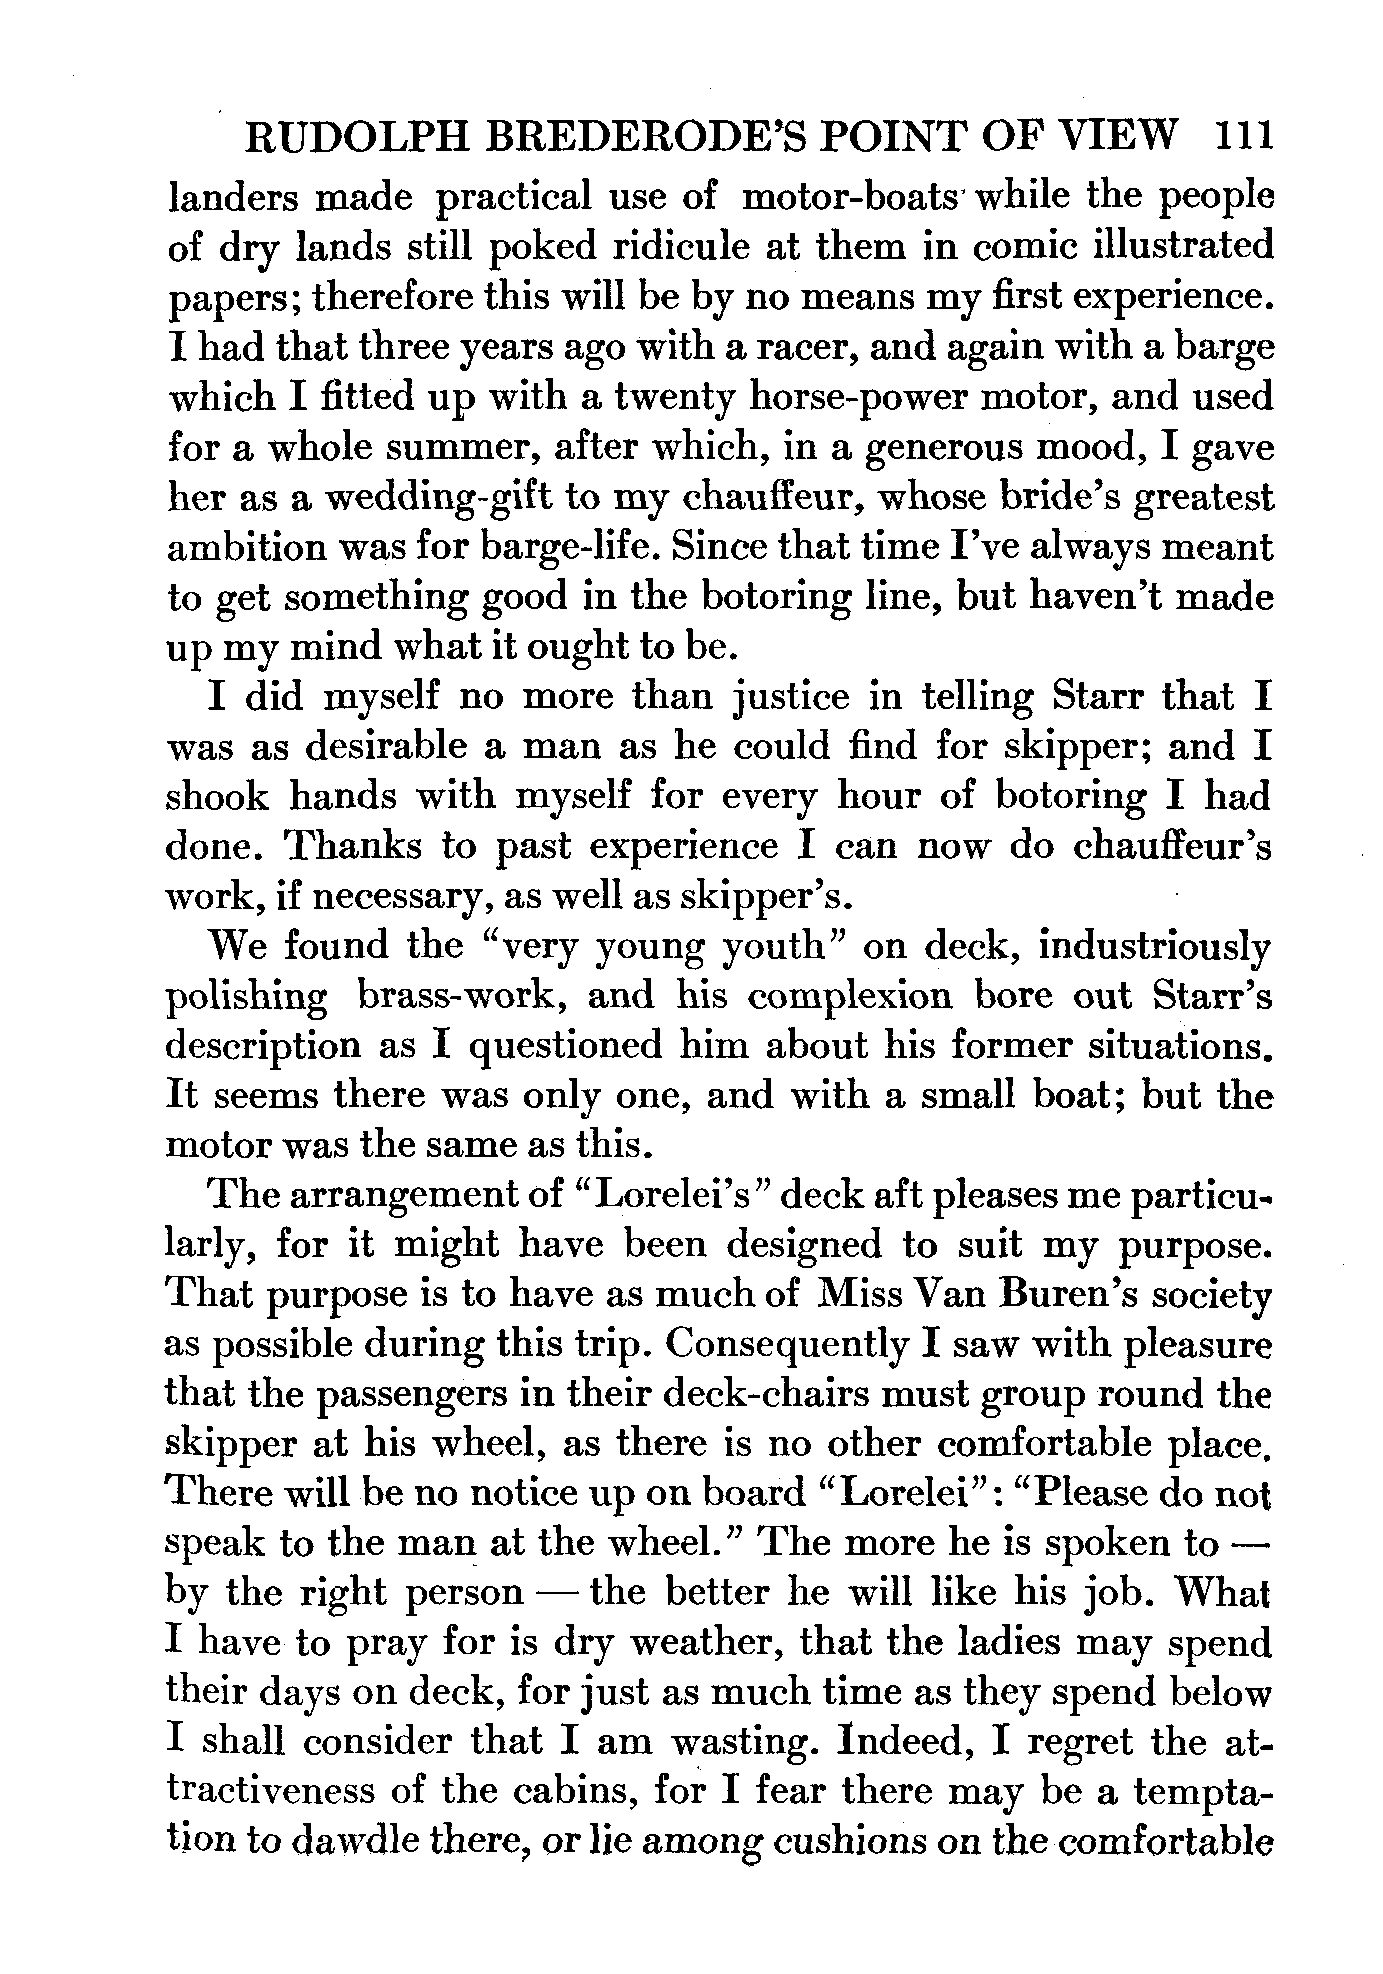 RUDOLPH BREDERODE'S POINT OF VIEW 111
landers made practical use of motor-boats while the people
of dry lands still poked ridicule at them in comic illustrated
papers; therefore this will be by no means my first experience.
I had that three years ago with a racer, and again with a barge
which I fitted up with a twenty horse-power motor, and used
for a whole summer, after which, in a generous mood, I gave
her as a wedding-gift to my chauffeur, whose bride's greatest
ambition was for barge-life. Since that time I've always meant
to get something good in the botoring line, but haven't made
up my mind what it ought to be.
I did myself no more than justice in telling Starr that I
was as desirable a man as he could find for skipper; and I
shook hands with myself for every hour of botoring I had
done. Thanks to past experience I can now do chauffeur's
work, if necessary, as well as skipper's.
We found the "very young youth" on deck, industriously
polishing brass-work, and his complexion bore out Starr's
description as I questioned him about his former situations.
It seems there was only one, and with a small boat; but the
motor was the same as this.
The arrangement of "Lorelei's" deck aft pleases me particu-
larly, for it might have been designed to suit my purpose.
That purpose is to have as much of Miss Van Buren's society
as possible during this trip. Consequently I saw with pleasure
that the passengers in their deck-chairs must group round the
skipper at his wheel, as there is no other comfortable place.
There will be no notice up on board "Lorelei": "Please do not
speak to the man at the wheel." The more he is spoken to —
by the right person — the better he will like his job. What
I have to pray for is dry weather, that the ladies may spend
their days on deck, for just as much time as they spend below
I shall consider that I am wasting. Indeed, I regret the at-
tractiveness of the cabins, for I fear there may be a tempta-
tion to dawdle there, or lie among cushions on the comfortable